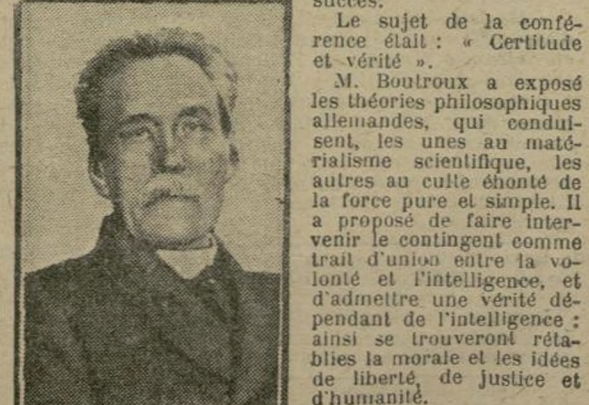 succès.
Le sujet de la confé-
rence était : « Certitude
et vérité ».
M. Boutroux a exposé
les théories philosophiques
allemandes, qui condui-
sent, les unes au maté-
rialisme scientifique, les
autres au culte éhonté de
la force pure et simple. Il
a proposé de faire inter-
venir le contingent comme
trait d'union entre la vo-
lonté et l'intelligence, et
d'admettre une vérité dé-
pendant de l'intelligence ;
ainsi se trouveront réta-
blies la morale et les idées
de liberté, de justice et
d'humanité.